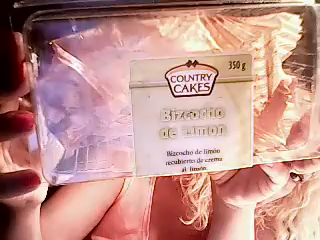 350 g
COUNTRY
CAKES
Bizcocho
de Limón
Bizcocho de limón
recubierto de crema
al limón.